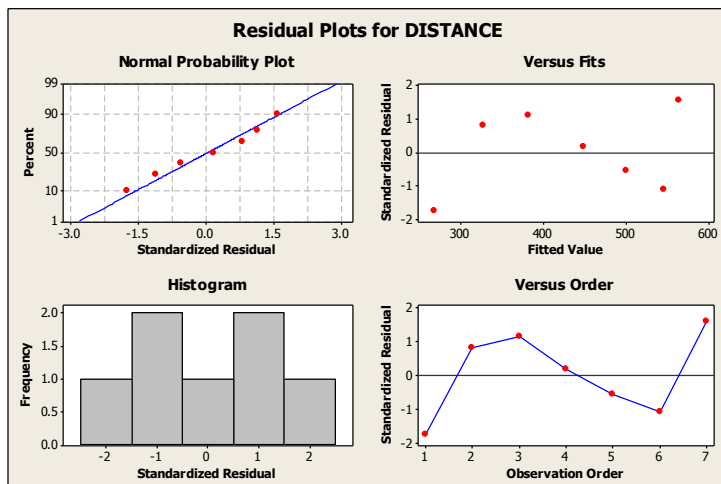 Residual Plots for DISTANCE
Normal Probability Plot
99
90
50
10
1
Percent
-3.0 -1.5 0.0 1.5 3.0
Standardized Residual
Versus Fits
2
1
0
-1
-2
Standardized Residual
300 400 500 600
Fitted Value
Histogram
2.0
1.5
1.0
0.5
0.0
Frequency
-2 -1 0 1 2
Standardized Residual
Versus Order
2
1
0
-1
-2
Standardized Residual
1 2 3 4 5 6 7
Observation Order